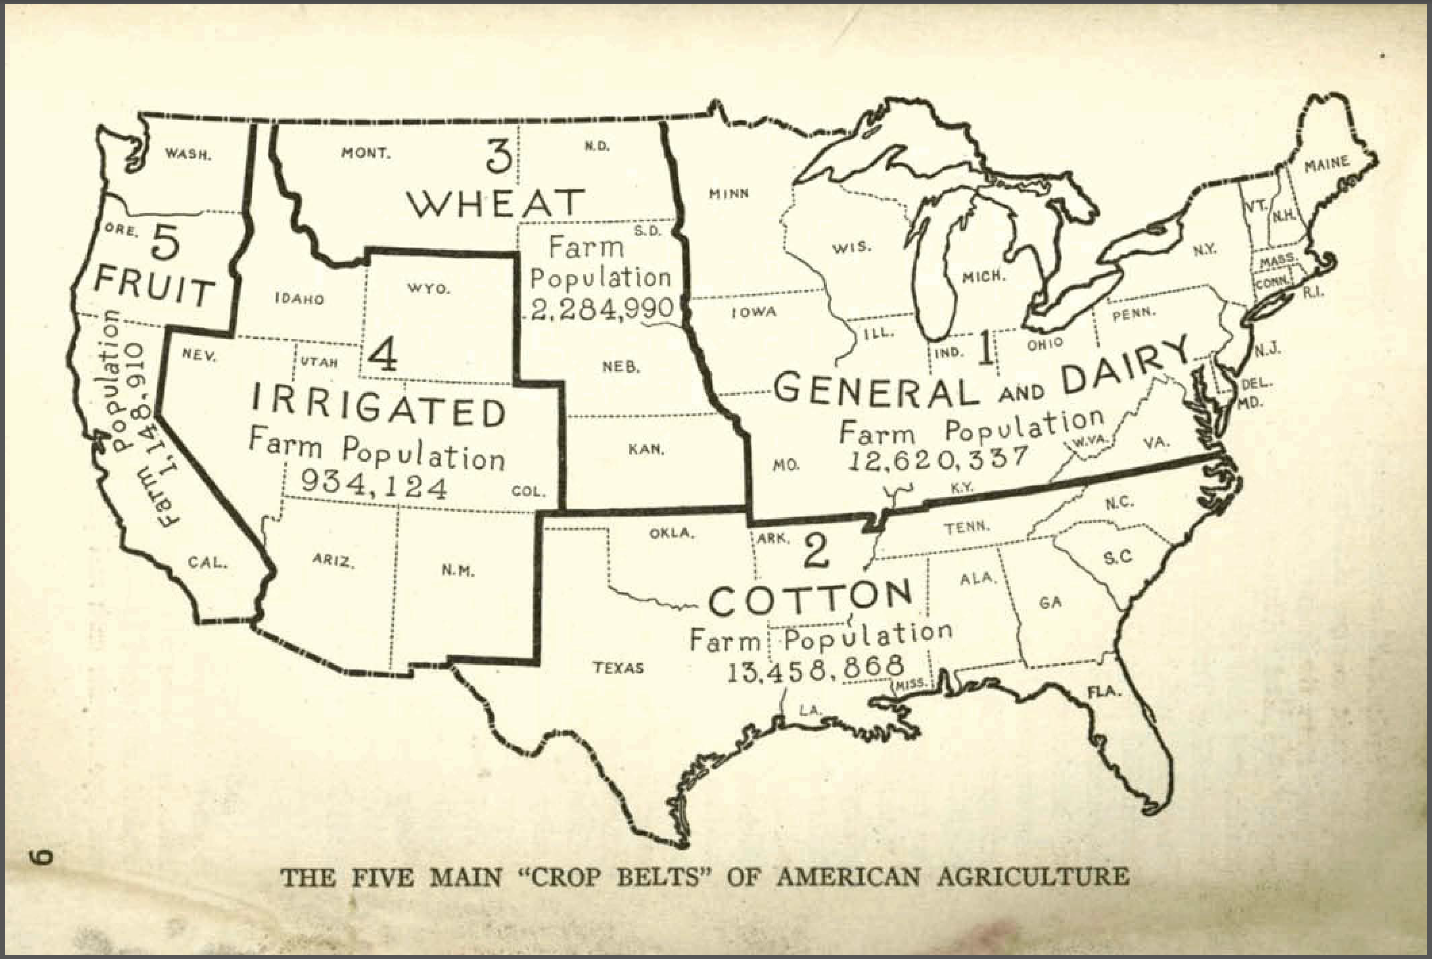 WASH.
MONT.
3
N.D.
WHEAT
ORE.
5
FRUIT
S.D.
Farm
Population
2,284,990
IDAHO
WYO.
MINN
WIS.
MICH.
N.Y.
VT.
N.H.
MAINE
MASS.
CONN.
R.I.
IOWA
ILL.
IND.
1
OHIO
PENN.
N.J.
DEL.
MD.
GENERAL AND DAIRY
Farm Population
12,620,337
W.VA.
VA.
MO.
K.Y.
NEV.
UTAH
4
IRRIGATED
Farm Population
934,124
COL.
NEB.
KAN.
Farm Population
1,148,910
CAL.
ARIZ.
N.M.
OKLA.
ARK.
2
TENN.
N.C.
S.C
COTTON
ALA.
GA
Farm Population
13,458,868
TEXAS
MISS.
LA.
FLA.
6
THE FIVE MAIN “CROP BELTS” OF AMERICAN AGRICULTURE